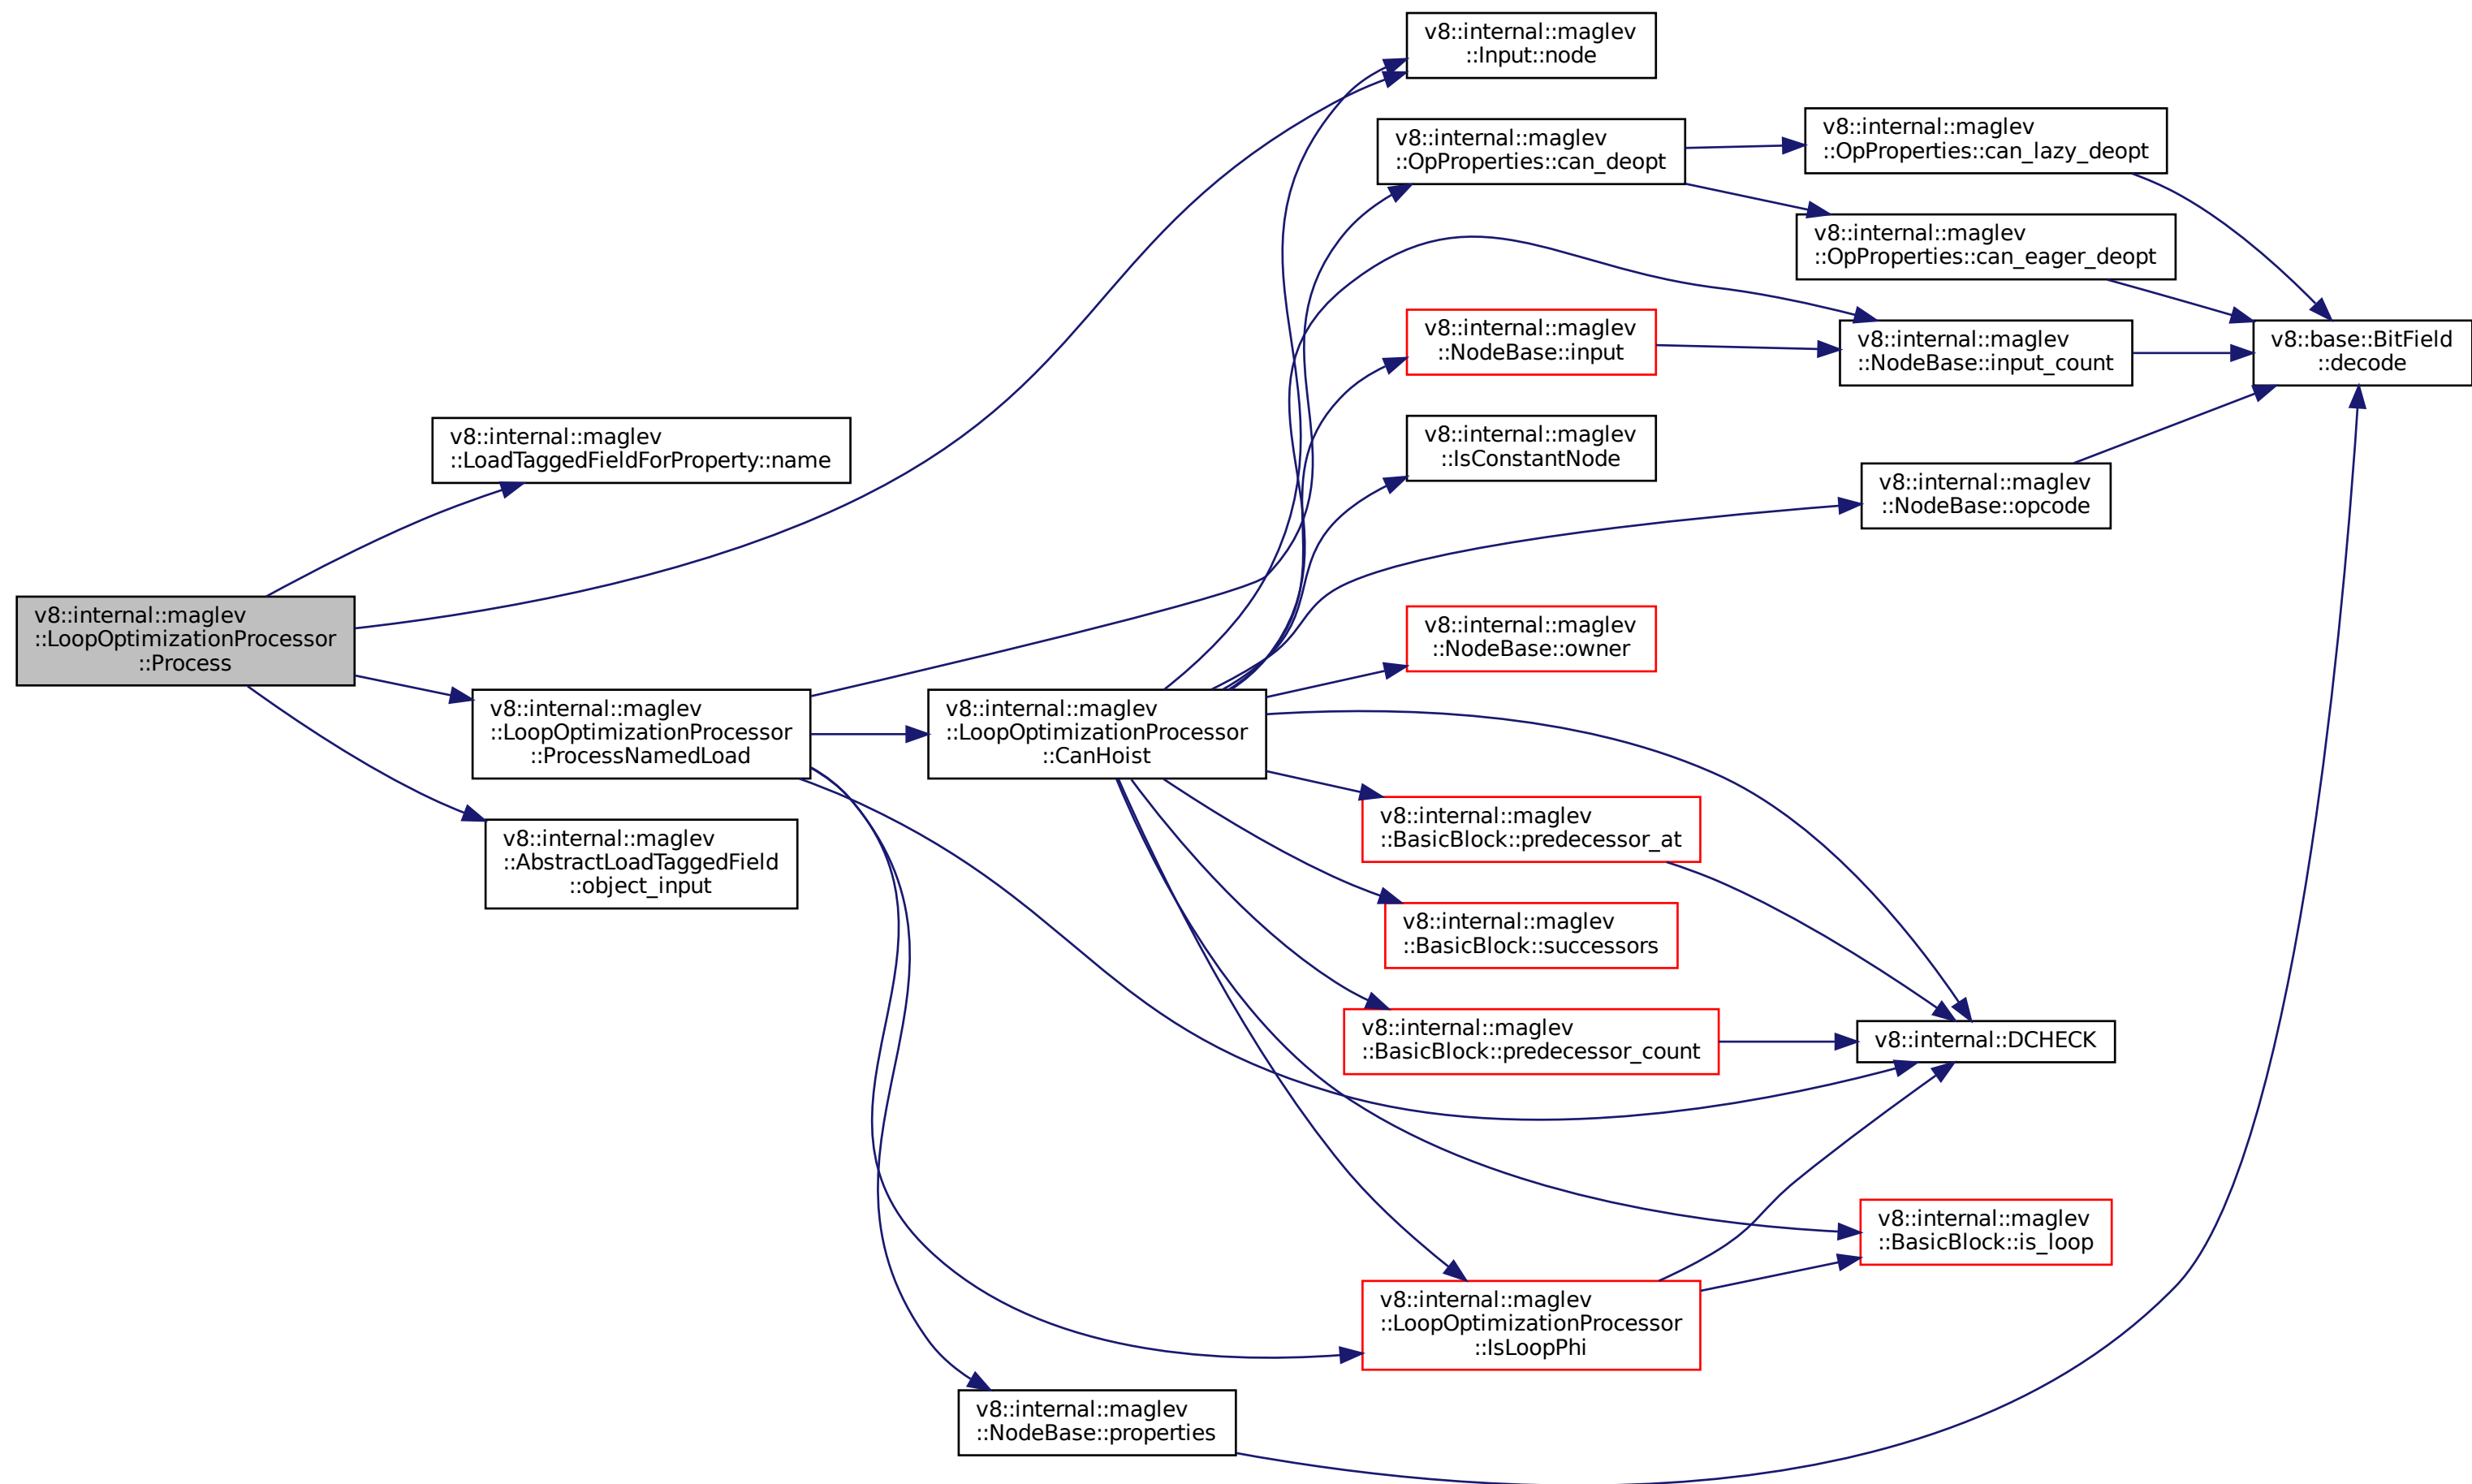 v8::internal::maglev
::LoopOptimizationProcessor
::Process
v8::internal::maglev
::LoadTaggedFieldForProperty::name
v8::internal::maglev
::LoopOptimizationProcessor
::ProcessNamedLoad
v8::internal::maglev
::AbstractLoadTaggedField
::object_input
v8::internal::maglev
::LoopOptimizationProcessor
::CanHoist
v8::internal::maglev
::NodeBase::properties
v8::internal::maglev
::Input::node
v8::internal::maglev
::OpProperties::can_deopt
v8::internal::maglev
::NodeBase::input
v8::internal::maglev
::IsConstantNode
v8::internal::maglev
::NodeBase::owner
v8::internal::maglev
::BasicBlock::predecessor_at
v8::internal::maglev
::BasicBlock::successors
v8::internal::maglev
::BasicBlock::predecessor_count
v8::internal::maglev
::LoopOptimizationProcessor
::IsLoopPhi
v8::internal::maglev
::OpProperties::can_lazy_deopt
v8::internal::maglev
::OpProperties::can_eager_deopt
v8::internal::maglev
::NodeBase::input_count
v8::internal::maglev
::NodeBase::opcode
v8::internal::DCHECK
v8::internal::maglev
::BasicBlock::is_loop
v8::base::BitField
::decode